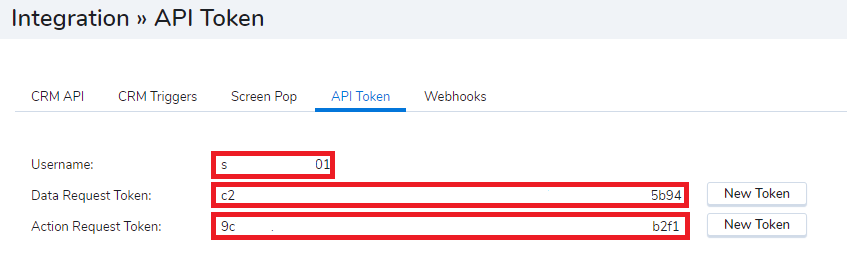 Integration » API Token
CRM API CRM Triggers Screen Pop API Token Webhooks
Username: s 01
Data Request Token: c2 5b94 New Token
Action Request Token: 9c . b2f1 New Token